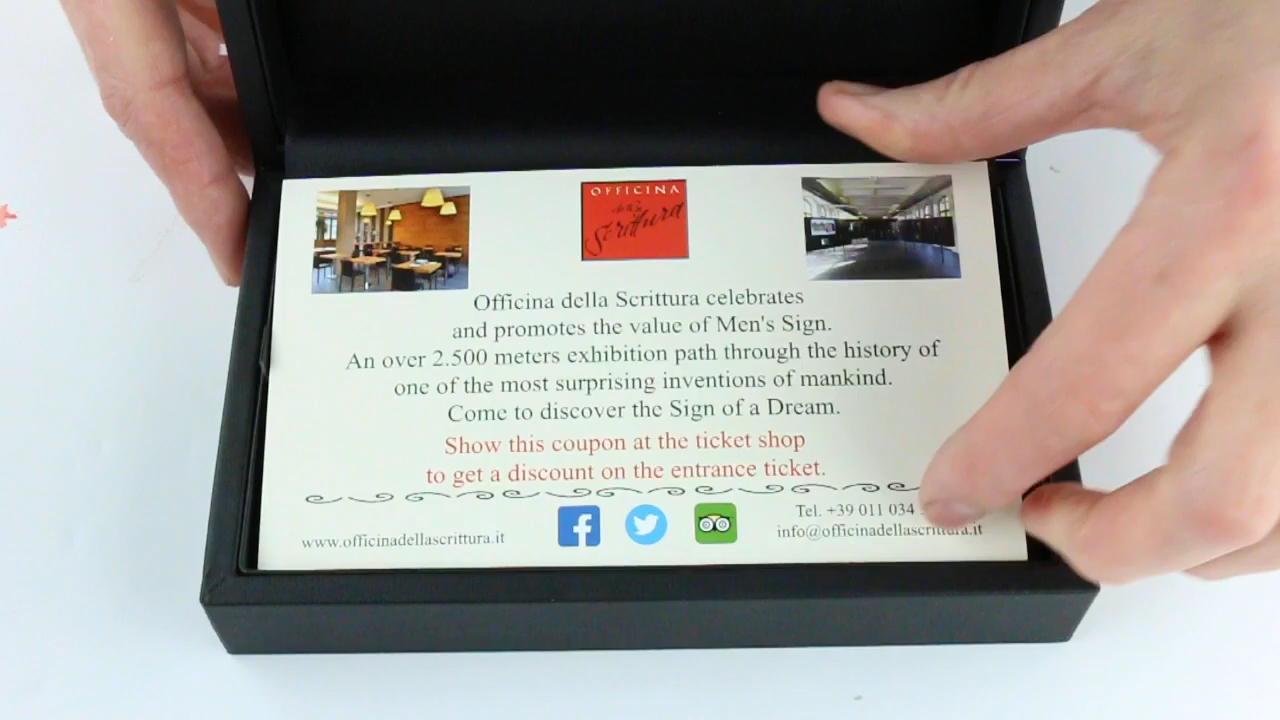 OFFICINA
della
Scrittura
Officina della Scrittura celebrates
and promotes the value of Men's Sign.
An over 2.500 meters exhibition path through the history of
one of the most surprising inventions of mankind.
Come to discover the Sign of a Dream.
Show this coupon at the ticket shop
to get a discount on the entrance ticket.
Tel. +39 011 034
www.officinadellascrittura.it
info@officinadellascrittura.it